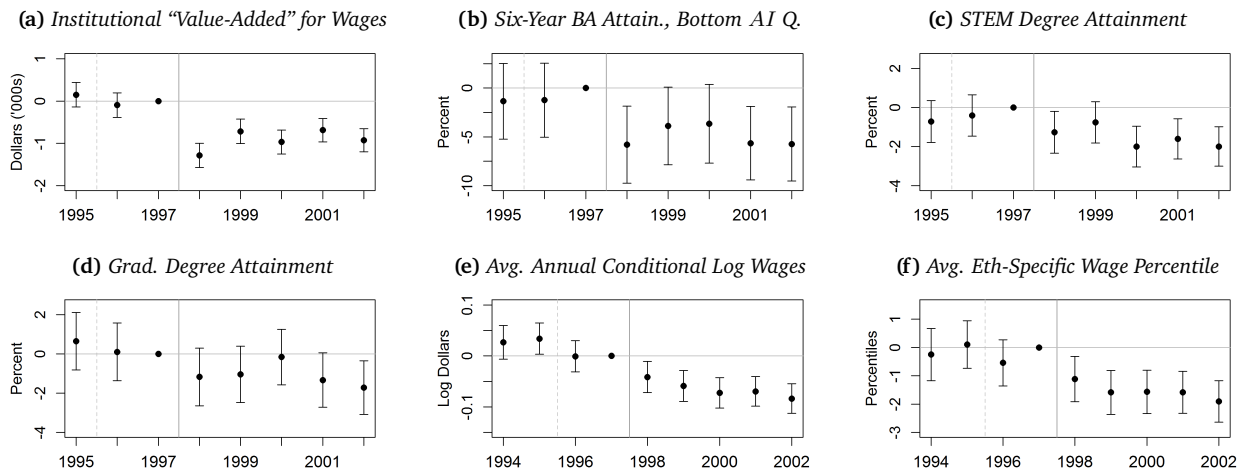 (a) Institutional “Value-Added” for Wages
Dollars ('000s)
1
0
-1
-2
1995 1997 1999 2001
(b) Six-Year BA Attain., Bottom AI Q.
Percent
0
-5
-10
1995 1997 1999 2001
(c) STEM Degree Attainment
Percent
2
0
-2
-4
1995 1997 1999 2001
(d) Grad. Degree Attainment
Percent
2
0
-2
-4
1995 1997 1999 2001
(e) Avg. Annual Conditional Log Wages
Log Dollars
0.1
0
-0.1
1994 1996 1998 2000 2002
(f) Avg. Eth-Specific Wage Percentile
Percentiles
1
0
-1
-2
-3
1994 1996 1998 2000 2002